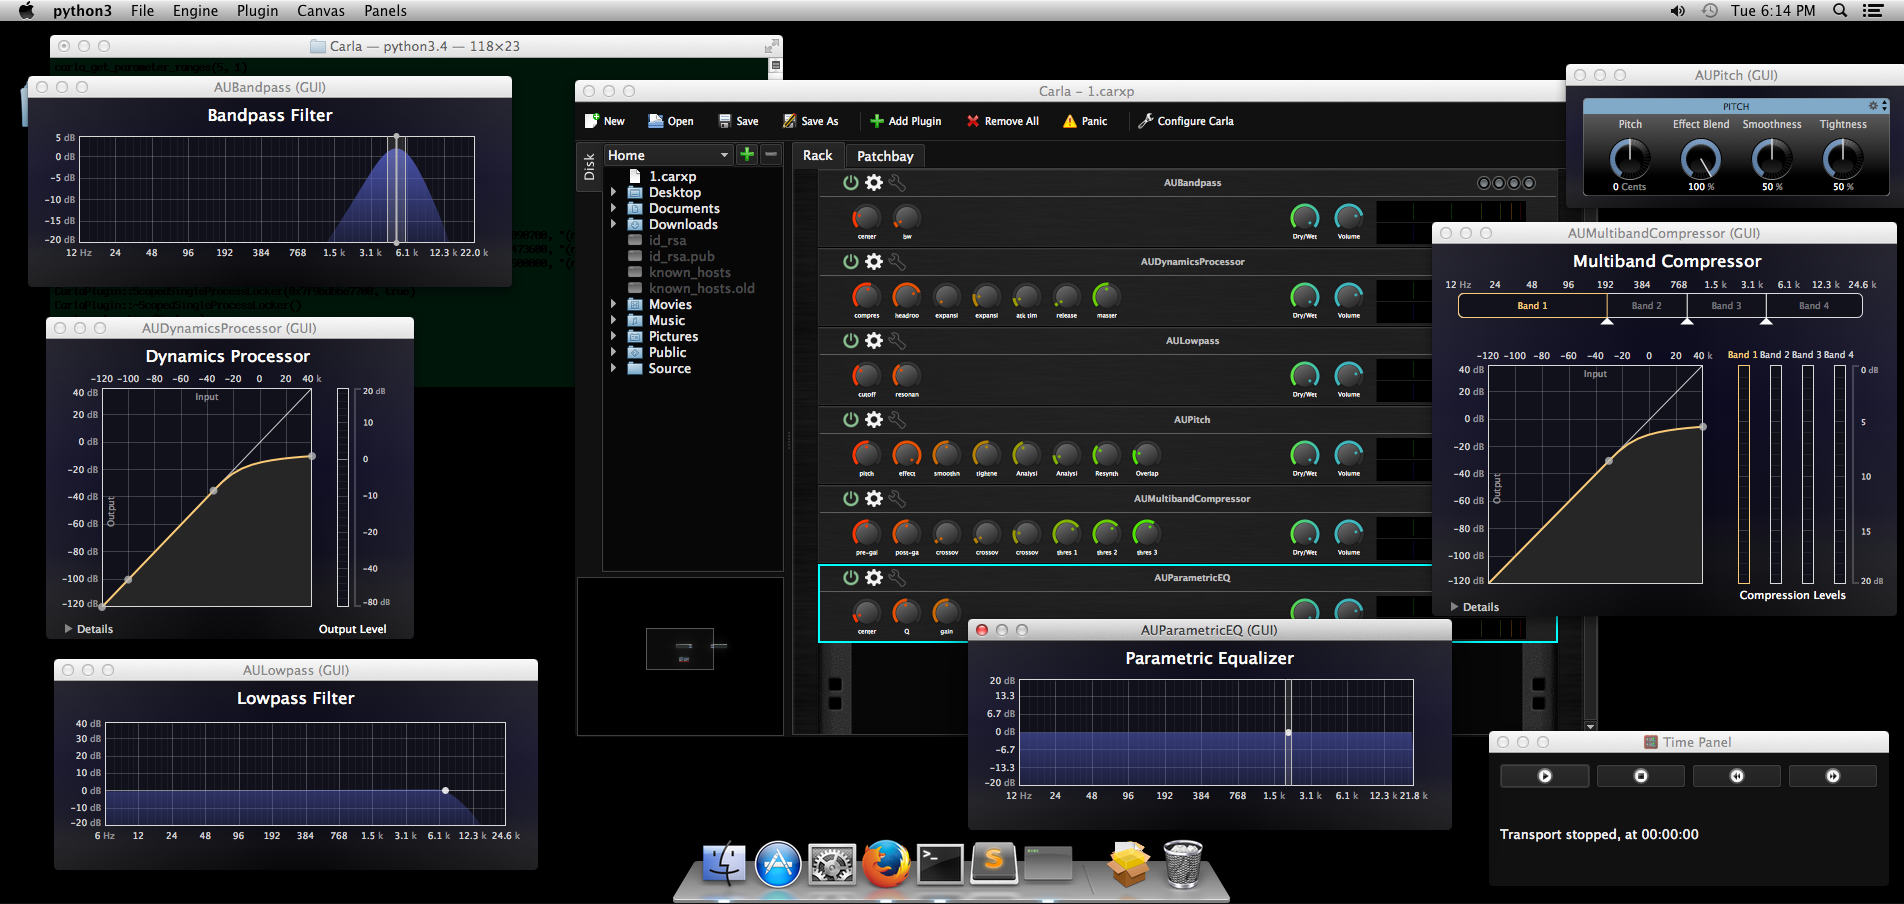 python3 File Engine Plugin Canvas Panels
Tue 6:14 PM
Carla — python3.4 — 118×23
carla_get_parameter_ranges(5, 1)
CarlaPlugin::~ScopedSingleProcessLocker()
AUBandpass (GUI)
Bandpass Filter
5 dB
0 dB
-5 dB
-10 dB
-15 dB
-20 dB
12 Hz 24 48 96 192 384 768 1.5 k 3.1 k 6.1 k 12.3 k 22.0 k
AUDynamicsProcessor (GUI)
Dynamics Processor
-120 -100 -80 -60 -40 -20 0 20 40 k
Input
Output
40 dB
20 dB
0 dB
-20 dB
-40 dB
-60 dB
-80 dB
-100 dB
-120 dB
20 dB
10
0
-10
-20
-40
-80 dB
Details
Output Level
AULowpass (GUI)
Lowpass Filter
40 dB
30 dB
20 dB
10 dB
0 dB
-10 dB
-20 dB
6 Hz 12 24 48 96 192 384 768 1.5 k 3.1 k 6.1 k 12.3 k 24.6 k
Carla - 1.carxp
New Open Save Save As Add Plugin Remove All Panic Configure Carla
Disk
Home
1.carxp
Desktop
Documents
Downloads
id_rsa
id_rsa.pub
known_hosts
known_hosts.old
Movies
Music
Pictures
Public
Source
Rack Patchbay
AUBandpass
center bw Dry/Wet Volume
AUDynamicsProcessor
compres headroo expansi expansi atk tim release master Dry/Wet Volume
AULowpass
cutoff resonan Dry/Wet Volume
AUPitch
pitch effect smoothn tightne Analysi Analysi Resynth Overlap Dry/Wet Volume
AUMultibandCompressor
pre-gai post-ga crossov crossov crossov thres 1 thres 2 thres 3 Dry/Wet Volume
AUParametricEQ
center Q gain
AUParametricEQ (GUI)
Parametric Equalizer
20 dB
13.3
6.7 dB
0 dB
-6.7
-13.3
-20 dB
12 Hz 24 48 96 192 384 768 1.5 k 3.1 k 6.1 k 12.3 k 21.8 k
AUPitch (GUI)
PITCH
Pitch Effect Blend Smoothness Tightness
0 Cents 100 % 50 % 50 %
AUMultibandCompressor (GUI)
Multiband Compressor
12 Hz 24 48 96 192 384 768 1.5 k 3.1 k 6.1 k 12.3 k 24.6 k
Band 1 Band 2 Band 3 Band 4
-120 -100 -80 -60 -40 -20 0 20 40 k
Input
Output
40 dB
20 dB
0 dB
-20 dB
-40 dB
-60 dB
-80 dB
-100 dB
-120 dB
Band 1 Band 2 Band 3 Band 4
0 dB
5
10
15
20 dB
Compression Levels
Details
Time Panel
Transport stopped, at 00:00:00